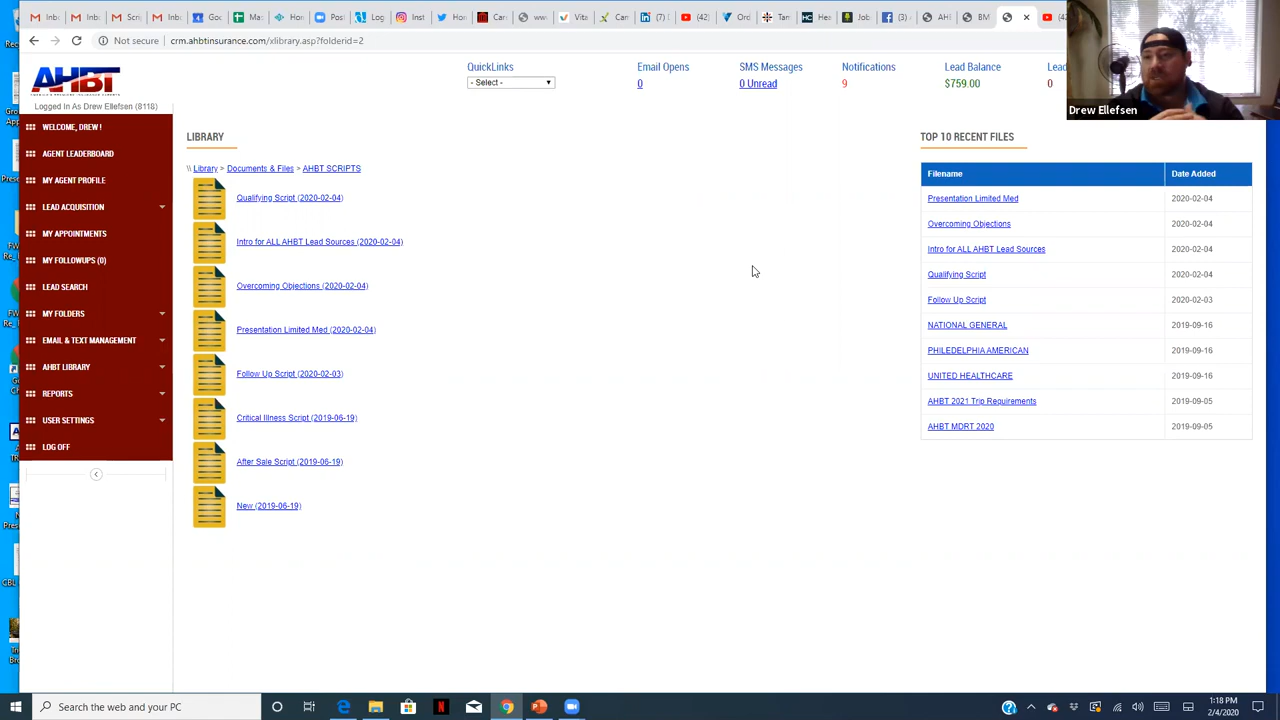 Not secure
crm.ahbtinsurance.com/library.asp?folderid=
AHBT
Logged In As Drew Ellefsen (8118)
QuickLinks
- Select -
Email Opens
0
SMS Messages
0 Unread
Notifications
9
Lead Balance
$759.00
Lead
0
Drew Ellefsen
WELCOME, DREW !
AGENT LEADERBOARD
MY AGENT PROFILE
LEAD ACQUISITION
MY APPOINTMENTS
MY FOLLOWUPS (0)
LEAD SEARCH
MY FOLDERS
EMAIL & TEXT MANAGEMENT
AHBT LIBRARY
REPORTS
USER SETTINGS
LOG OFF
LIBRARY
\\ Library > Documents & Files > AHBT SCRIPTS
Qualifying Script (2020-02-04)
Intro for ALL AHBT Lead Sources (2020-02-04)
Overcoming Objections (2020-02-04)
Presentation Limited Med (2020-02-04)
Follow Up Script (2020-02-03)
Critical Illness Script (2019-06-19)
After Sale Script (2019-06-19)
New (2019-06-19)
TOP 10 RECENT FILES
Filename Date Added
Presentation Limited Med 2020-02-04
Overcoming Objections 2020-02-04
Intro for ALL AHBT Lead Sources 2020-02-04
Qualifying Script 2020-02-04
Follow Up Script 2020-02-03
NATIONAL GENERAL 2019-09-16
PHILEDELPHIA AMERICAN 2019-09-16
UNITED HEALTHCARE 2019-09-16
AHBT 2021 Trip Requirements 2019-09-05
AHBT MDRT 2020 2019-09-05
Search the web and your PC
1:18 PM
2/4/2020